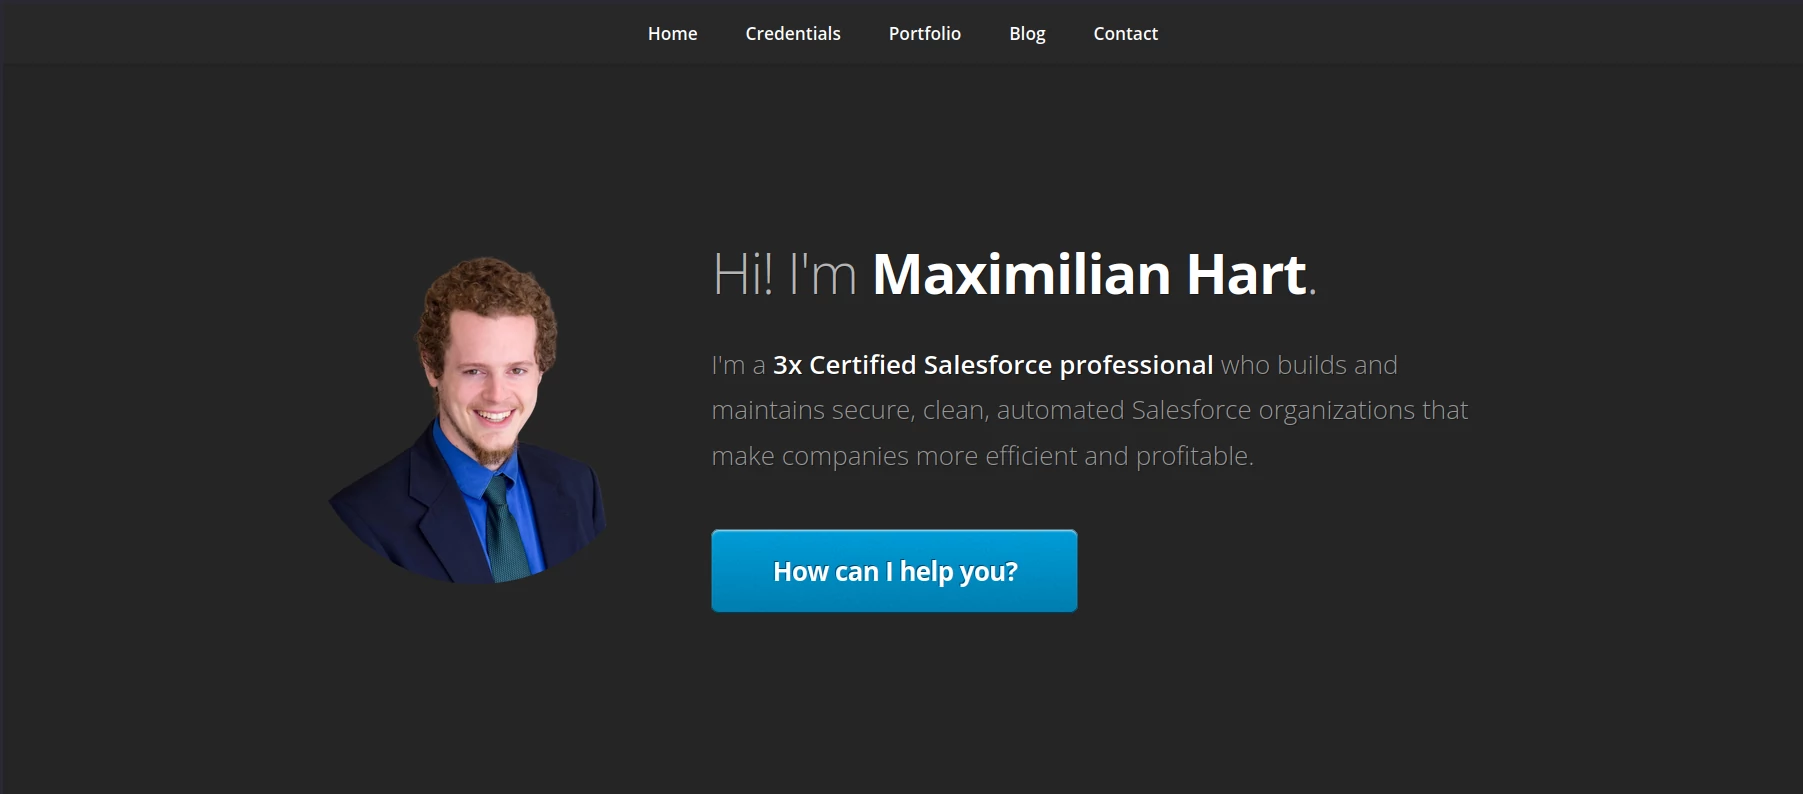 Home Credentials Portfolio Blog Contact
Hi! I'm Maximilian Hart.
I'm a 3x Certified Salesforce professional who builds and
maintains secure, clean, automated Salesforce organizations that
make companies more efficient and profitable.
How can I help you?